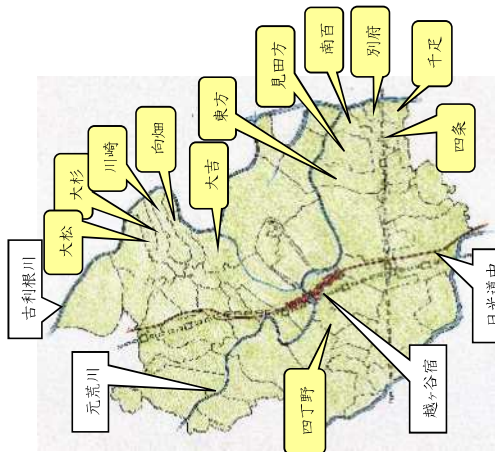 古利根川
大松
大杉
川崎
向畑
大吉
東方
見田方
南百
別府
千疋
四条
元荒川
四丁野
越ヶ谷宿
日光道中